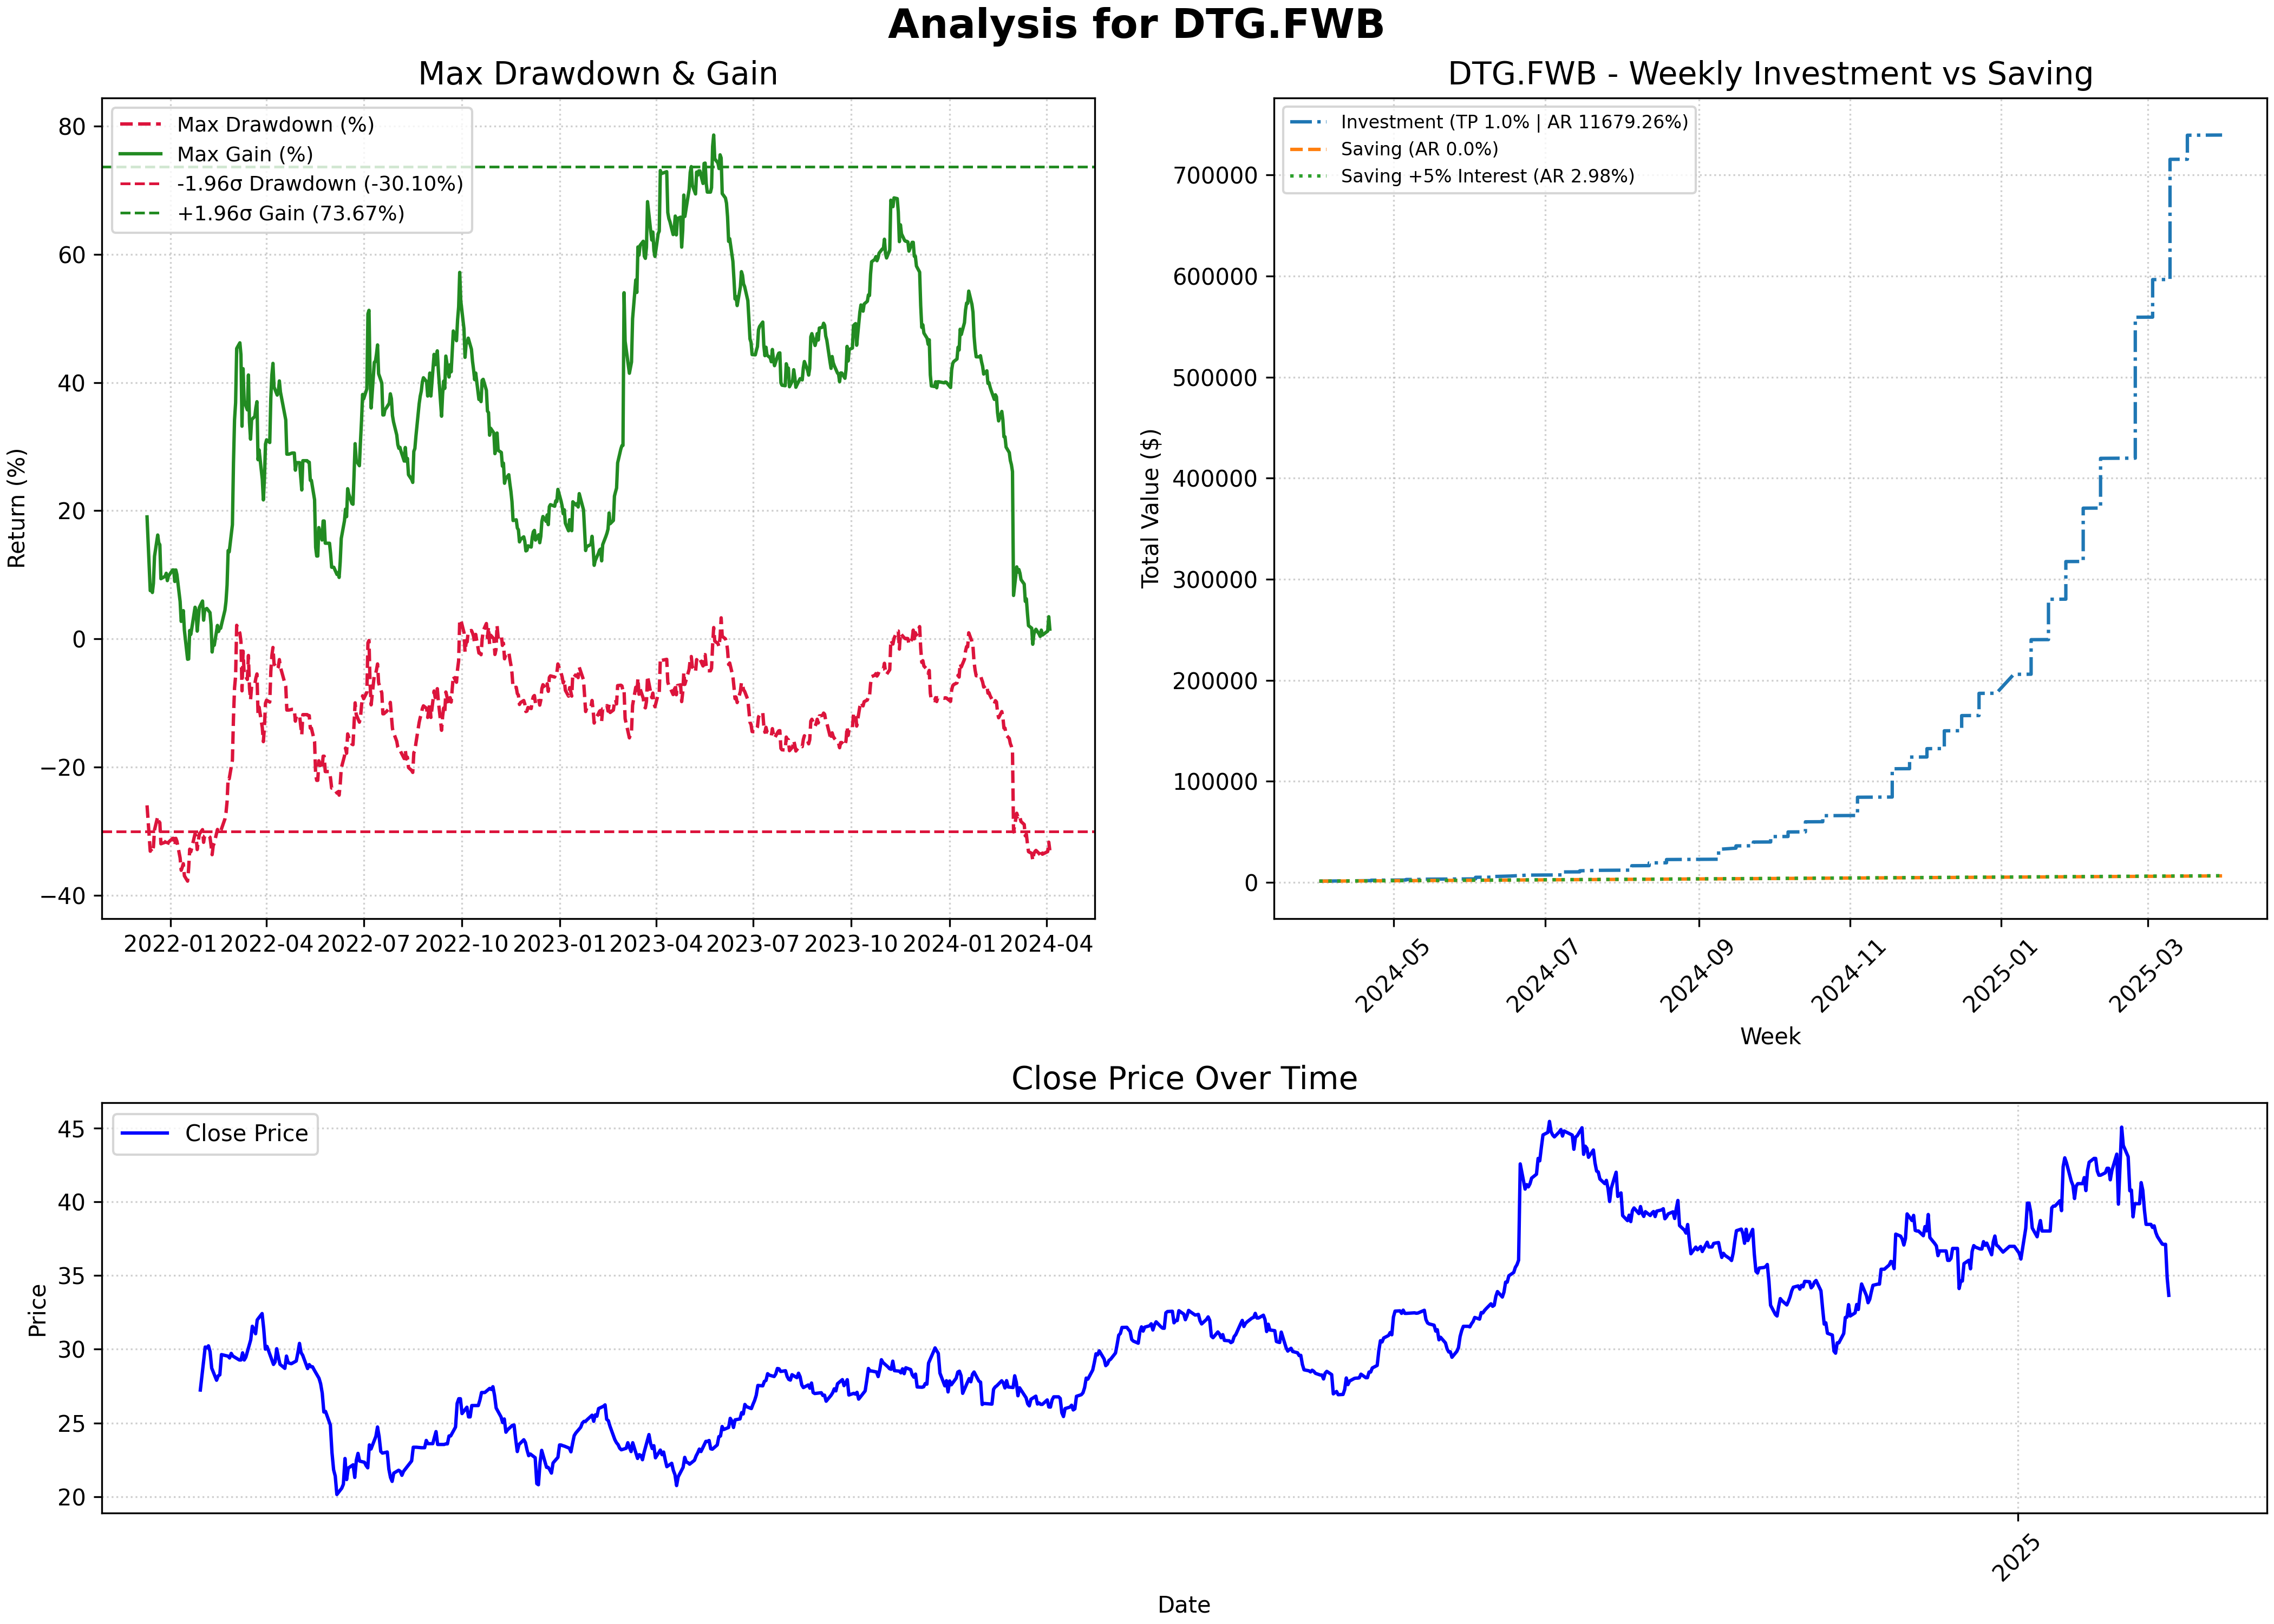 Analysis for DTG.FWB
Max Drawdown & Gain
Max Drawdown (%)
Max Gain (%)
-1.96σ Drawdown (-30.10%)
+1.96σ Gain (73.67%)
Return (%)
80
60
40
20
0
−20
−40
2022-01 2022-04 2022-07 2022-10 2023-01 2023-04 2023-07 2023-10 2024-01 2024-04
DTG.FWB - Weekly Investment vs Saving
Investment (TP 1.0% | AR 11679.26%)
Saving (AR 0.0%)
Saving +5% Interest (AR 2.98%)
Total Value ($)
700000
600000
500000
400000
300000
200000
100000
0
2024-05 2024-07 2024-09 2024-11 2025-01 2025-03
Week
Close Price Over Time
Close Price
Price
45
40
35
30
25
20
2025
Date